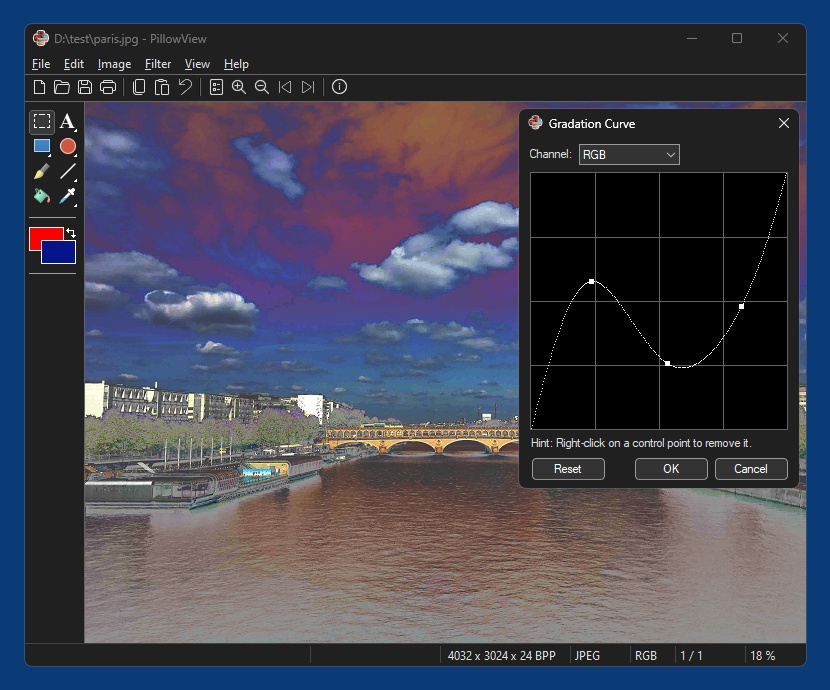 D:\test\paris.jpg - PillowView
File Edit Image Filter View Help
A
Gradation Curve
Channel: RGB
Hint: Right-click on a control point to remove it.
Reset OK Cancel
4032 x 3024 x 24 BPP JPEG RGB 1 / 1 18 %